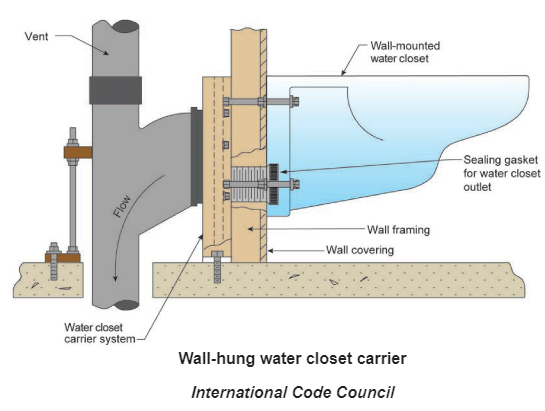 Vent
Wall-mounted
water closet
Sealing gasket
for water closet
outlet
Flow
Wall framing
Wall covering
Water closet
carrier system
Wall-hung water closet carrier
International Code Council